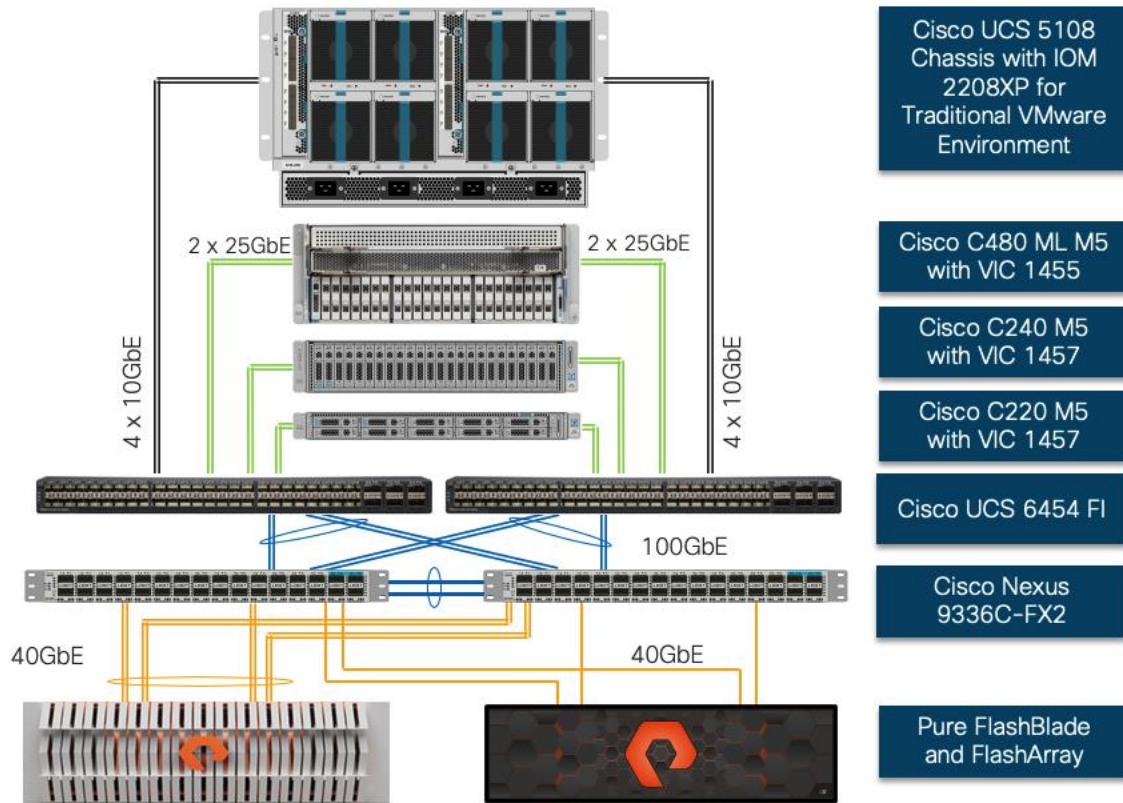 Cisco UCS 5108
Chassis with IOM
2208XP for
Traditional VMware
Environment
2 x 25GbE
2 x 25GbE
Cisco C480 ML M5
with VIC 1455
Cisco C240 M5
with VIC 1457
4 x 10GbE
4 x 10GbE
Cisco C220 M5
with VIC 1457
Cisco UCS 6454 FI
100GbE
Cisco Nexus
9336C-FX2
40GbE
40GbE
Pure FlashBlade
and FlashArray